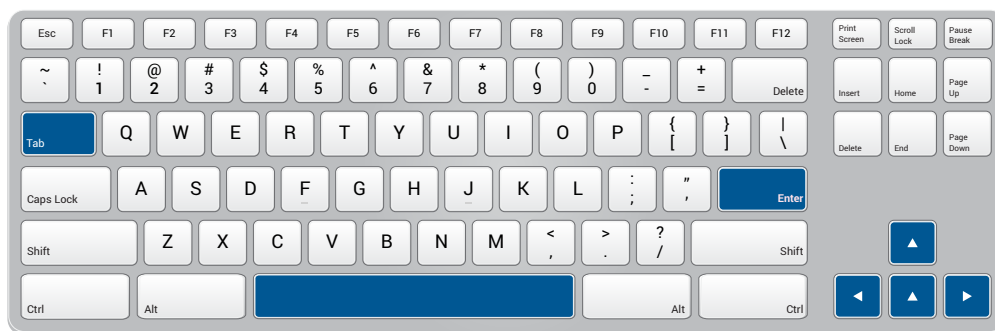 Esc F1 F2 F3 F4 F5 F6 F7 F8 F9 F10 F11 F12 Print Screen Scroll Lock Pause Break
~ ` ! 1 @ 2 # 3 $ 4 % 5 ^ 6 & 7 * 8 ( 9 ) 0 _ - + = Delete Insert Home Page Up
Tab Q W E R T Y U I O P { [ } ] | \ Delete End Page Down
Caps Lock A S D F G H J K L : ; " ' Enter
Shift Z X C V B N M < , > . ? / Shift
Ctrl Alt Alt Ctrl